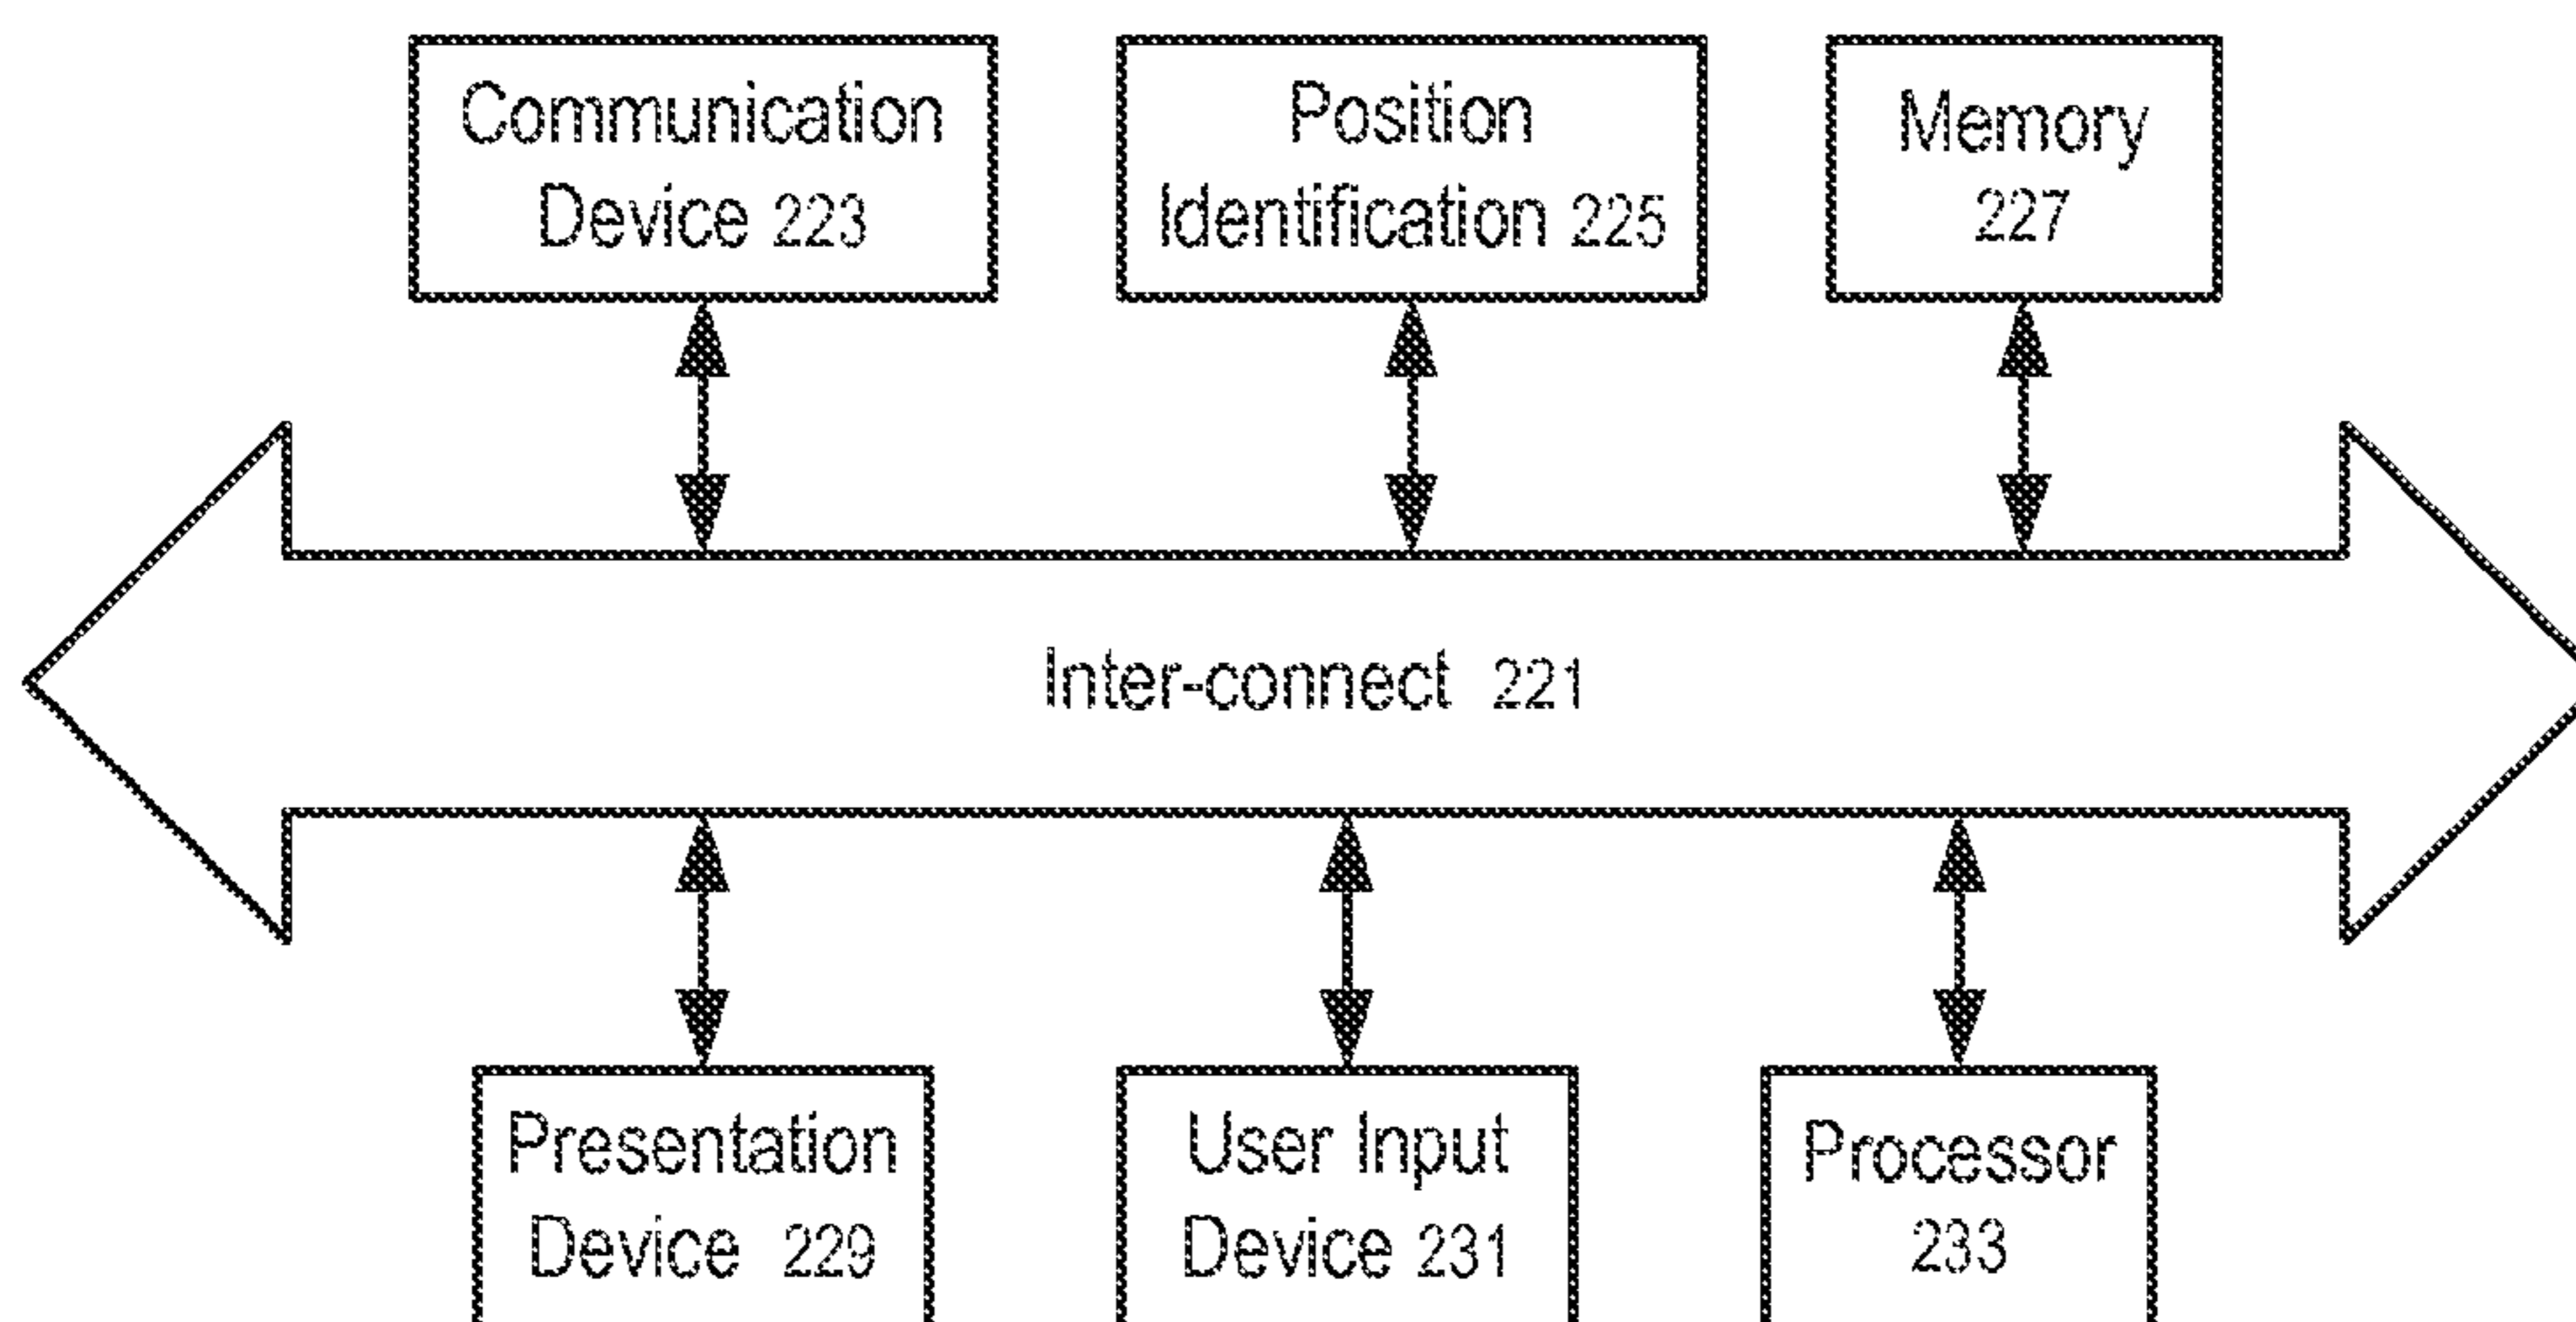 Communication
Device 223
Position
Identification 225
Memory
227
Inter-connect 221
Presentation
Device 229
User Input
Device 231
Processor
233